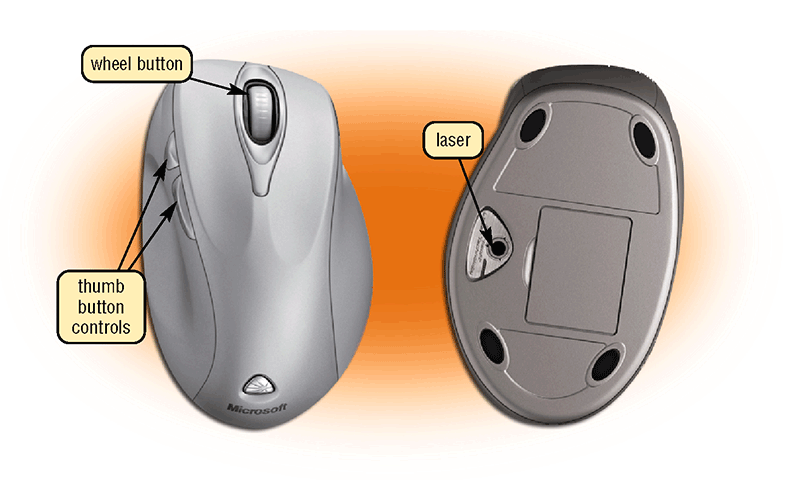 wheel button
laser
thumb
button
controls
Microsoft